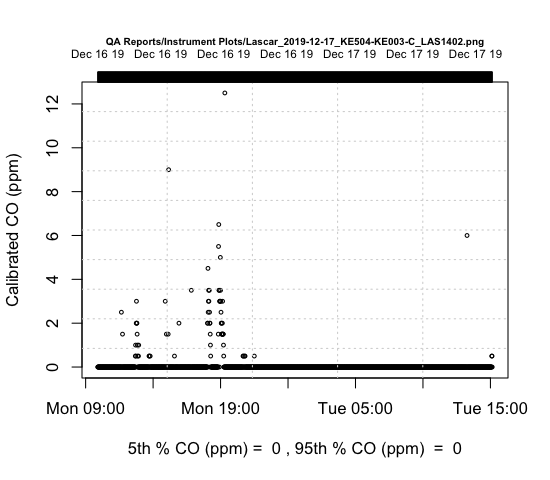 QA Reports/Instrument Plots/Lascar_2019-12-17_KE504-KE003-C_LAS1402.png
Dec 16 19 Dec 16 19 Dec 16 19 Dec 16 19 Dec 17 19 Dec 17 19 Dec 17 19
Calibrated CO (ppm)
12
10
8
6
4
2
0
Mon 09:00 Mon 19:00 Tue 05:00 Tue 15:00
5th % CO (ppm) = 0 , 95th % CO (ppm) = 0